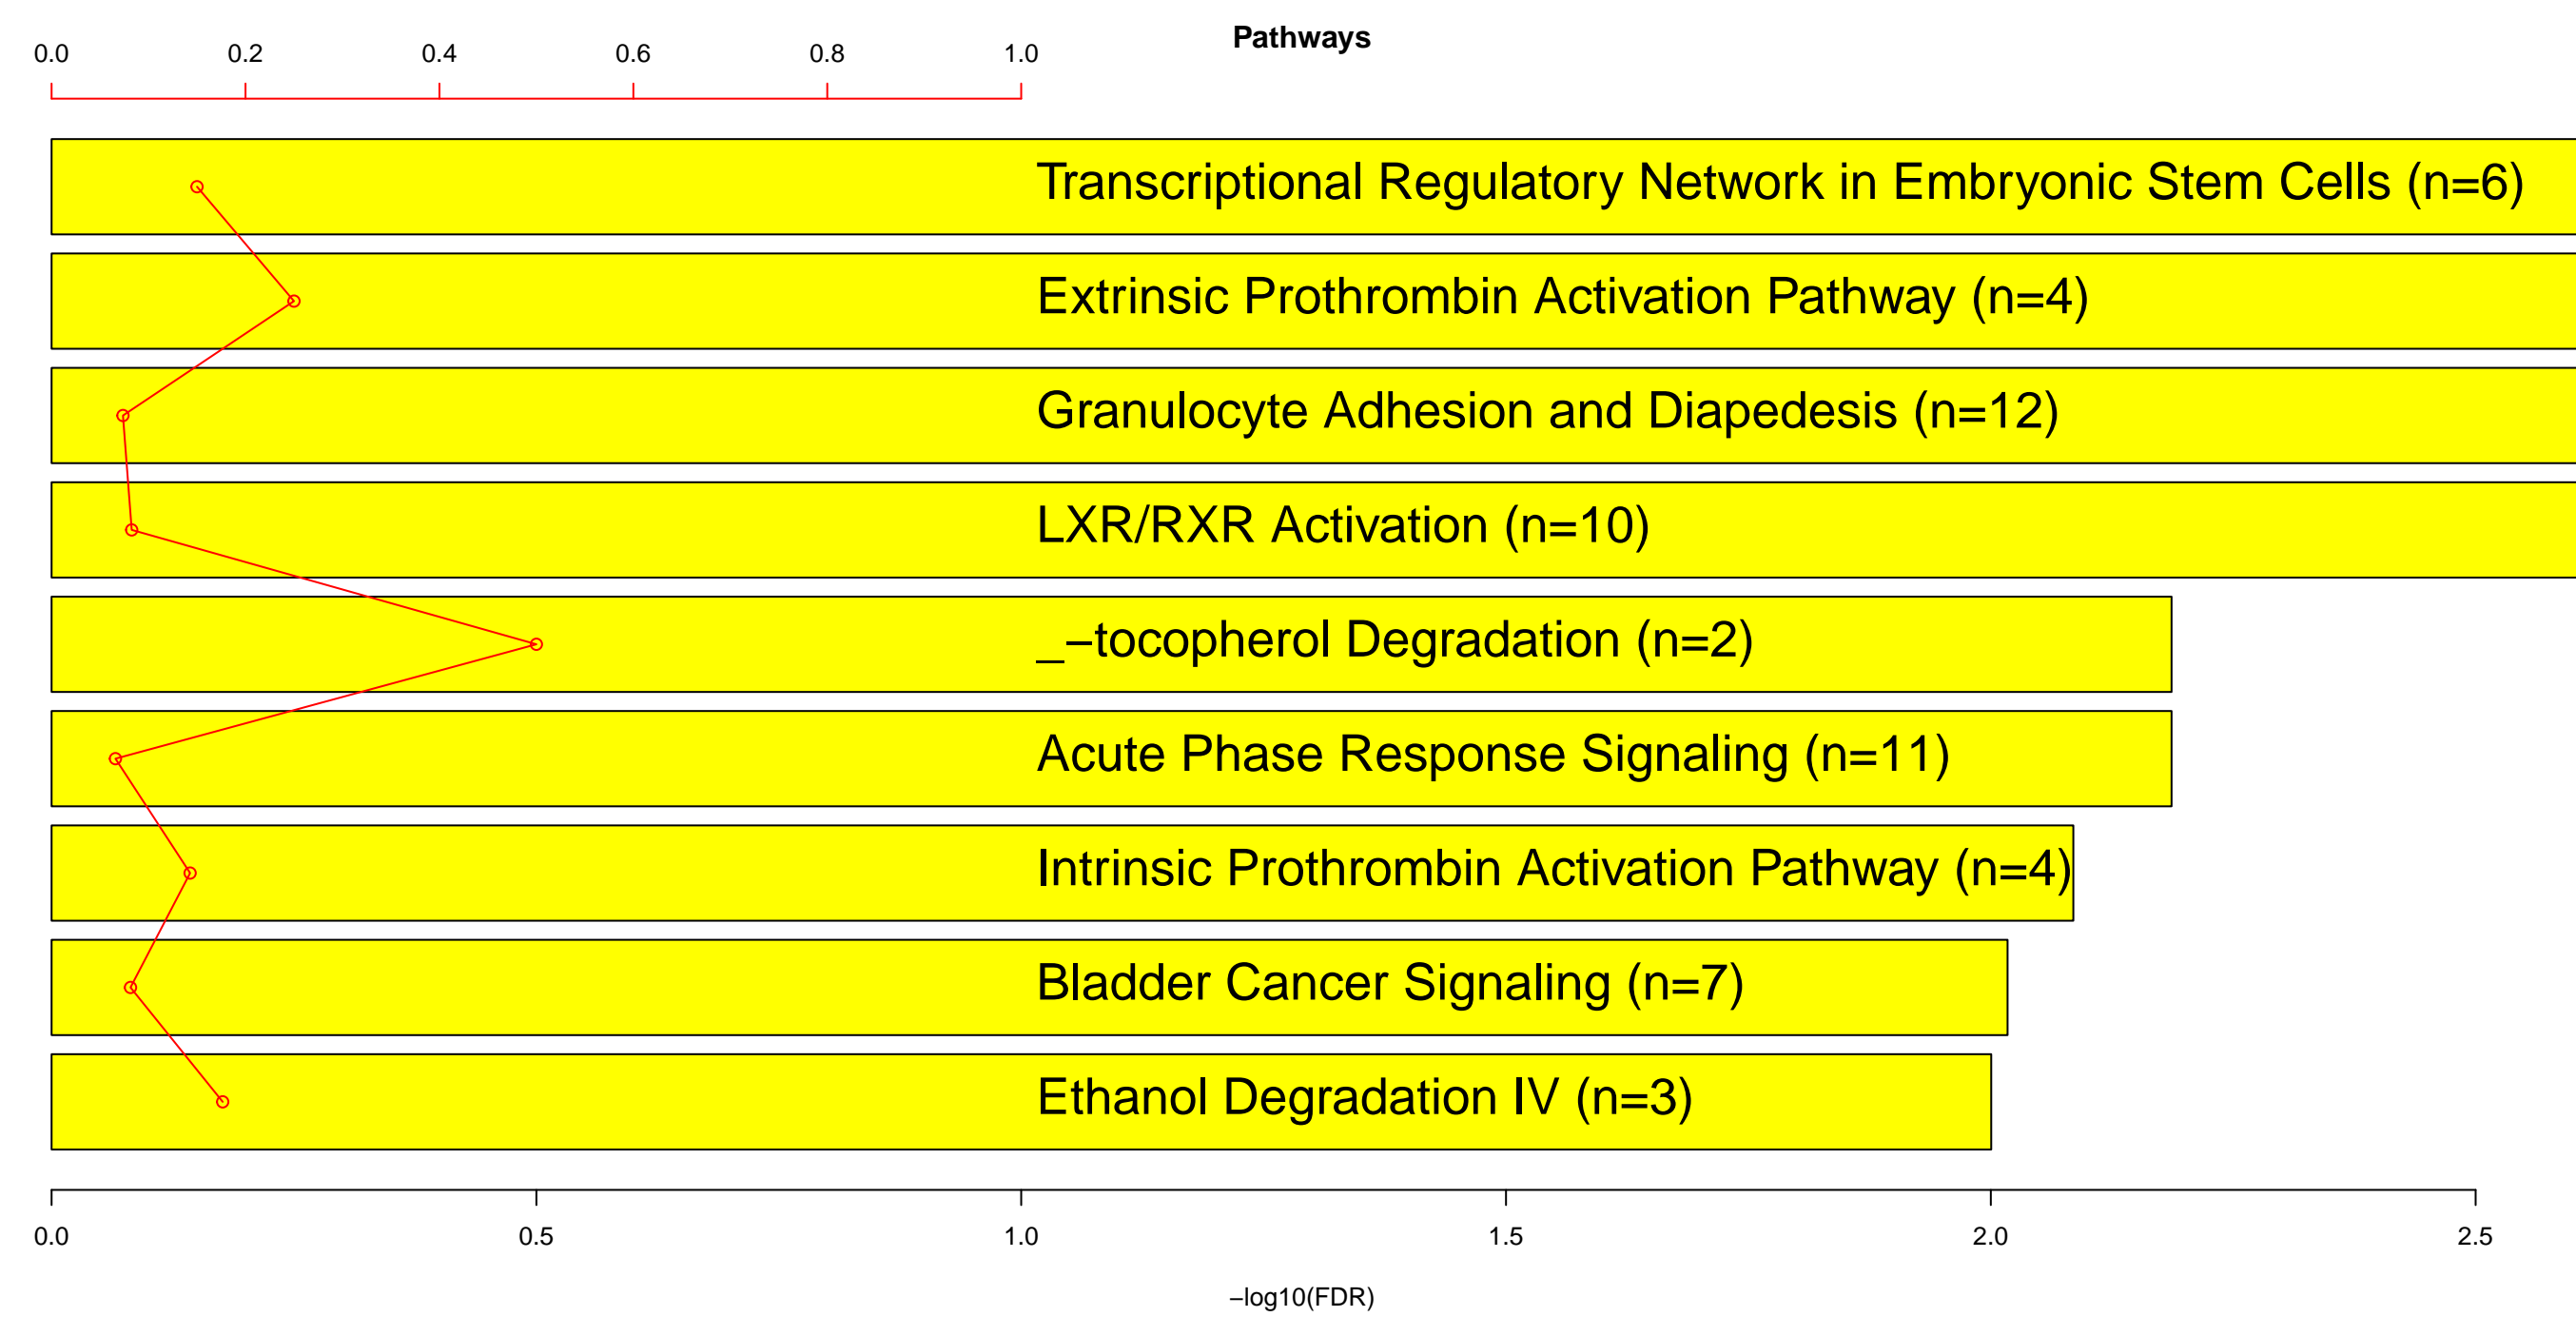 Pathways
0.0 0.2 0.4 0.6 0.8 1.0
Transcriptional Regulatory Network in Embryonic Stem Cells (n=6)
Extrinsic Prothrombin Activation Pathway (n=4)
Granulocyte Adhesion and Diapedesis (n=12)
LXR/RXR Activation (n=10)
_−tocopherol Degradation (n=2)
Acute Phase Response Signaling (n=11)
Intrinsic Prothrombin Activation Pathway (n=4)
Bladder Cancer Signaling (n=7)
Ethanol Degradation IV (n=3)
0.0 0.5 1.0 1.5 2.0 2.5
−log10(FDR)